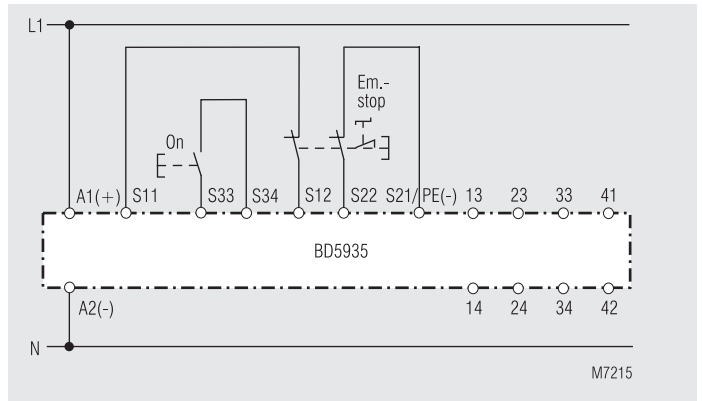 L1
Em.-
stop
On
A1(+) S11 S33 S34 S12 S22 S21/ PE(-) 13 23 33 41
BD5935
A2(-) 14 24 34 42
N
M7215